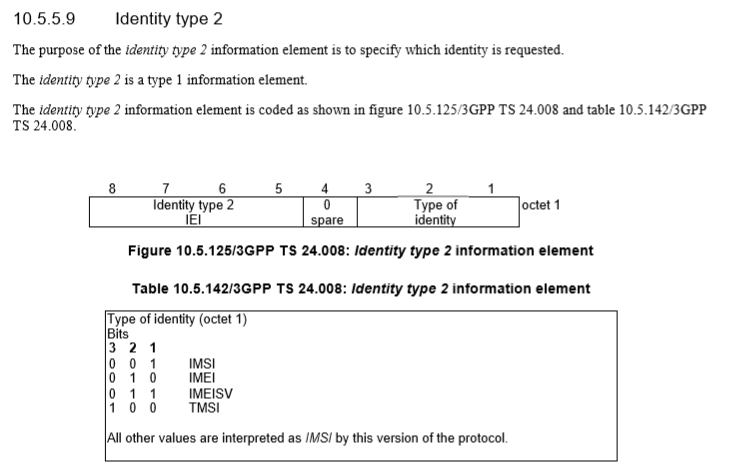 10.5.5.9 Identity type 2
The purpose of the identity type 2 information element is to specify which identity is requested.
The identity type 2 is a type 1 information element.
The identity type 2 information element is coded as shown in figure 10.5.125/3GPP TS 24.008 and table 10.5.142/3GPP
TS 24.008.
8 7 6 5 4 3 2 1
Identity type 2 0 Type of octet 1
IEI spare identity
Figure 10.5.125/3GPP TS 24.008: Identity type 2 information element
Table 10.5.142/3GPP TS 24.008: Identity type 2 information element
Type of identity (octet 1)
Bits
3 2 1
0 0 1 IMSI
0 1 0 IMEI
0 1 1 IMEISV
1 0 0 TMSI
All other values are interpreted as IMSI by this version of the protocol.